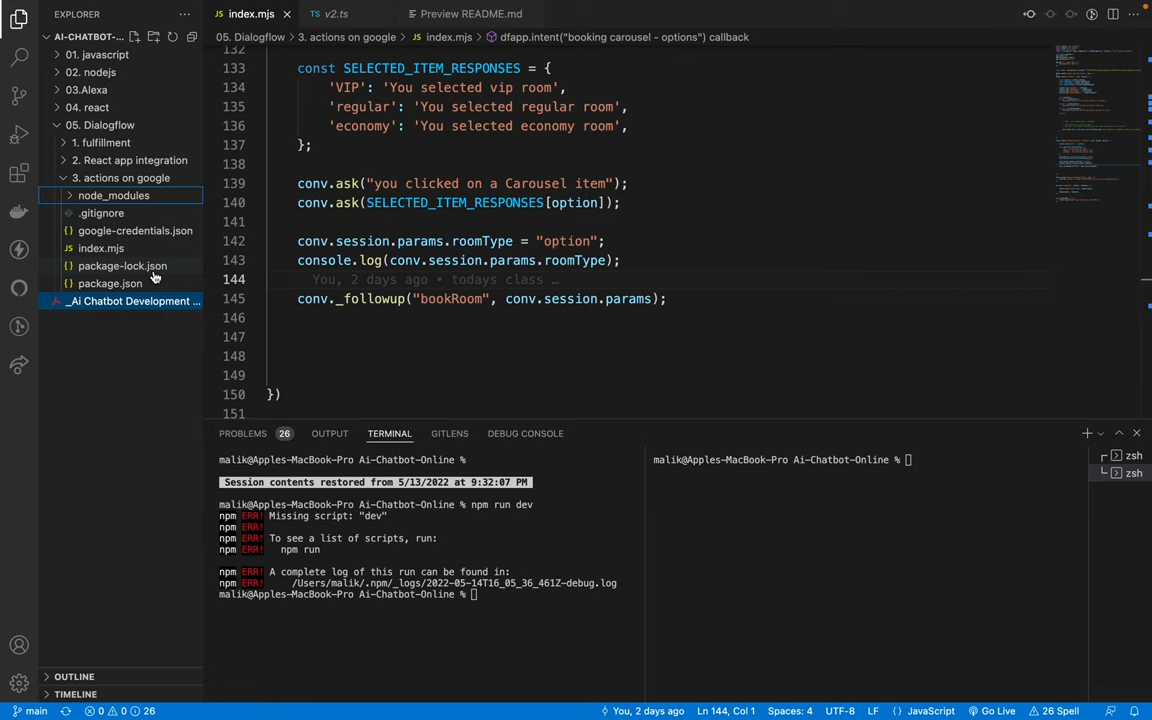 EXPLORER
index.mjs
v2.ts
Preview README.md
AI-CHATBOT-...
05. Dialogflow > 3. actions on google > index.mjs > dfapp.intent("booking carousel - options") callback
01. javascript
02. nodejs
03.Alexa
04. react
05. Dialogflow
1. fulfillment
2. React app integration
3. actions on google
node_modules
.gitignore
google-credentials.json
index.mjs
package-lock.json
package.json
_Ai Chatbot Development ...
OUTLINE
TIMELINE
132
133 const SELECTED_ITEM_RESPONSES = {
134 'VIP': 'You selected vip room',
135 'regular': 'You selected regular room',
136 'economy': 'You selected economy room',
137 };
138
139 conv.ask("you clicked on a Carousel item");
140 conv.ask(SELECTED_ITEM_RESPONSES[option]);
141
142 conv.session.params.roomType = "option";
143 console.log(conv.session.params.roomType);
144 You, 2 days ago • todays class …
145 conv._followup("bookRoom", conv.session.params);
146
147
148
149
150 })
151
PROBLEMS 26 OUTPUT TERMINAL GITLENS DEBUG CONSOLE
malik@Apples-MacBook-Pro Ai-Chatbot-Online %
Session contents restored from 5/13/2022 at 9:32:07 PM
malik@Apples-MacBook-Pro Ai-Chatbot-Online % npm run dev
npm ERR! Missing script: "dev"
npm ERR!
npm ERR! To see a list of scripts, run:
npm ERR! npm run
npm ERR! A complete log of this run can be found in:
npm ERR! /Users/malik/.npm/_logs/2022-05-14T16_05_36_461Z-debug.log
malik@Apples-MacBook-Pro Ai-Chatbot-Online %
malik@Apples-MacBook-Pro Ai-Chatbot-Online %
zsh
zsh
main 0 0 26 You, 2 days ago Ln 144, Col 1 Spaces: 4 UTF-8 LF {} JavaScript Go Live 26 Spell